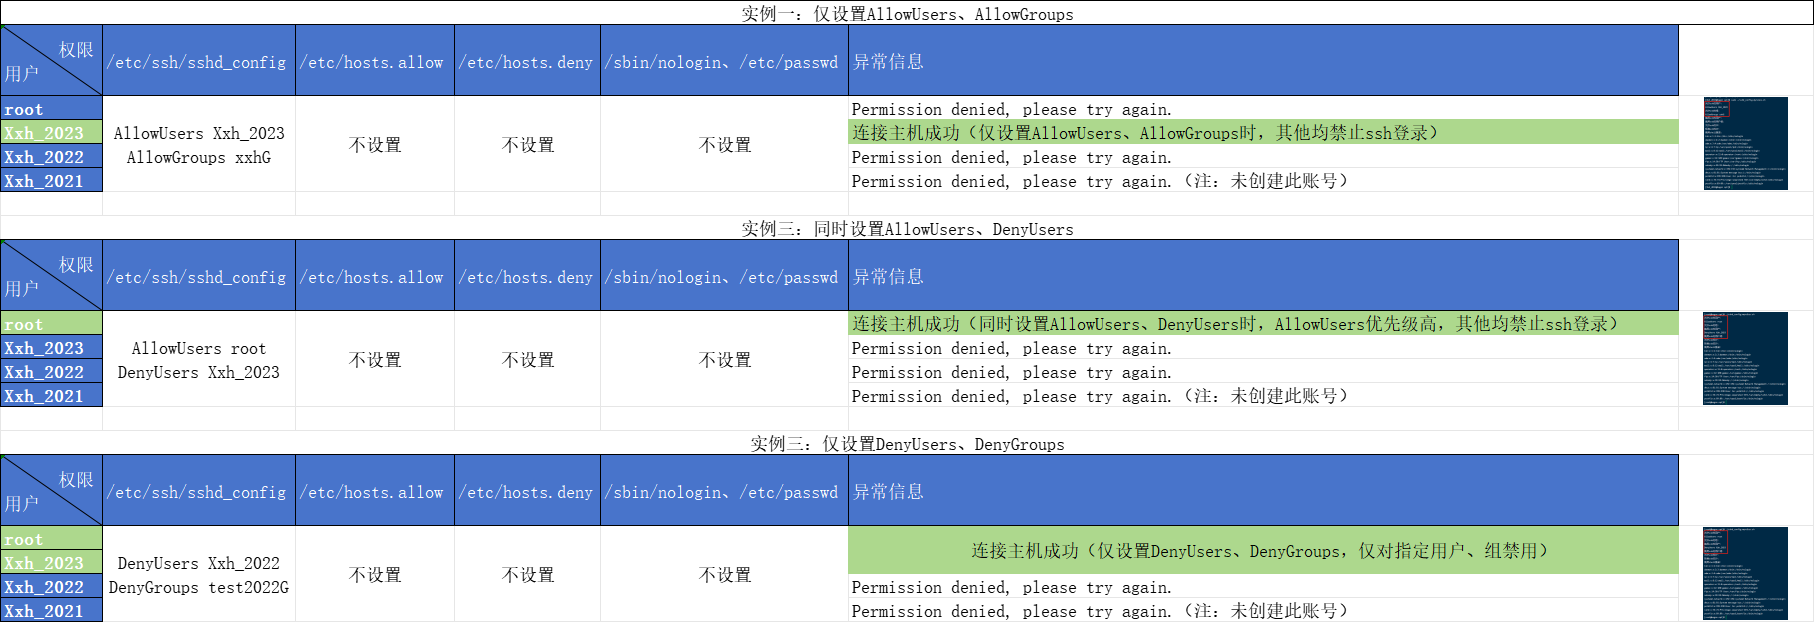 实例一：仅设置AllowUsers、AllowGroups
权限
用户
/etc/ssh/sshd_config
/etc/hosts.allow
/etc/hosts.deny
/sbin/nologin、/etc/passwd
异常信息
root
Permission denied, please try again.
Xxh_2023
AllowUsers Xxh_2023
连接主机成功（仅设置AllowUsers、AllowGroups时，其他均禁止ssh登录）
不设置
不设置
不设置
Xxh_2022
AllowGroups xxhG
Permission denied, please try again.
Xxh_2021
Permission denied, please try again.（注：未创建此账号）
实例三：同时设置AllowUsers、DenyUsers
权限
用户
/etc/ssh/sshd_config
/etc/hosts.allow
/etc/hosts.deny
/sbin/nologin、/etc/passwd
异常信息
root
连接主机成功（同时设置AllowUsers、DenyUsers时，AllowUsers优先级高，其他均禁止ssh登录）
Xxh_2023
AllowUsers root
Permission denied, please try again.
不设置
不设置
不设置
Xxh_2022
DenyUsers Xxh_2023
Permission denied, please try again.
Xxh_2021
Permission denied, please try again.（注：未创建此账号）
实例三：仅设置DenyUsers、DenyGroups
权限
用户
/etc/ssh/sshd_config
/etc/hosts.allow
/etc/hosts.deny
/sbin/nologin、/etc/passwd
异常信息
root
连接主机成功（仅设置DenyUsers、DenyGroups，仅对指定用户、组禁用）
Xxh_2023
DenyUsers Xxh_2022
不设置
不设置
不设置
Xxh_2022
DenyGroups test2022G
Permission denied, please try again.
Xxh_2021
Permission denied, please try again.（注：未创建此账号）